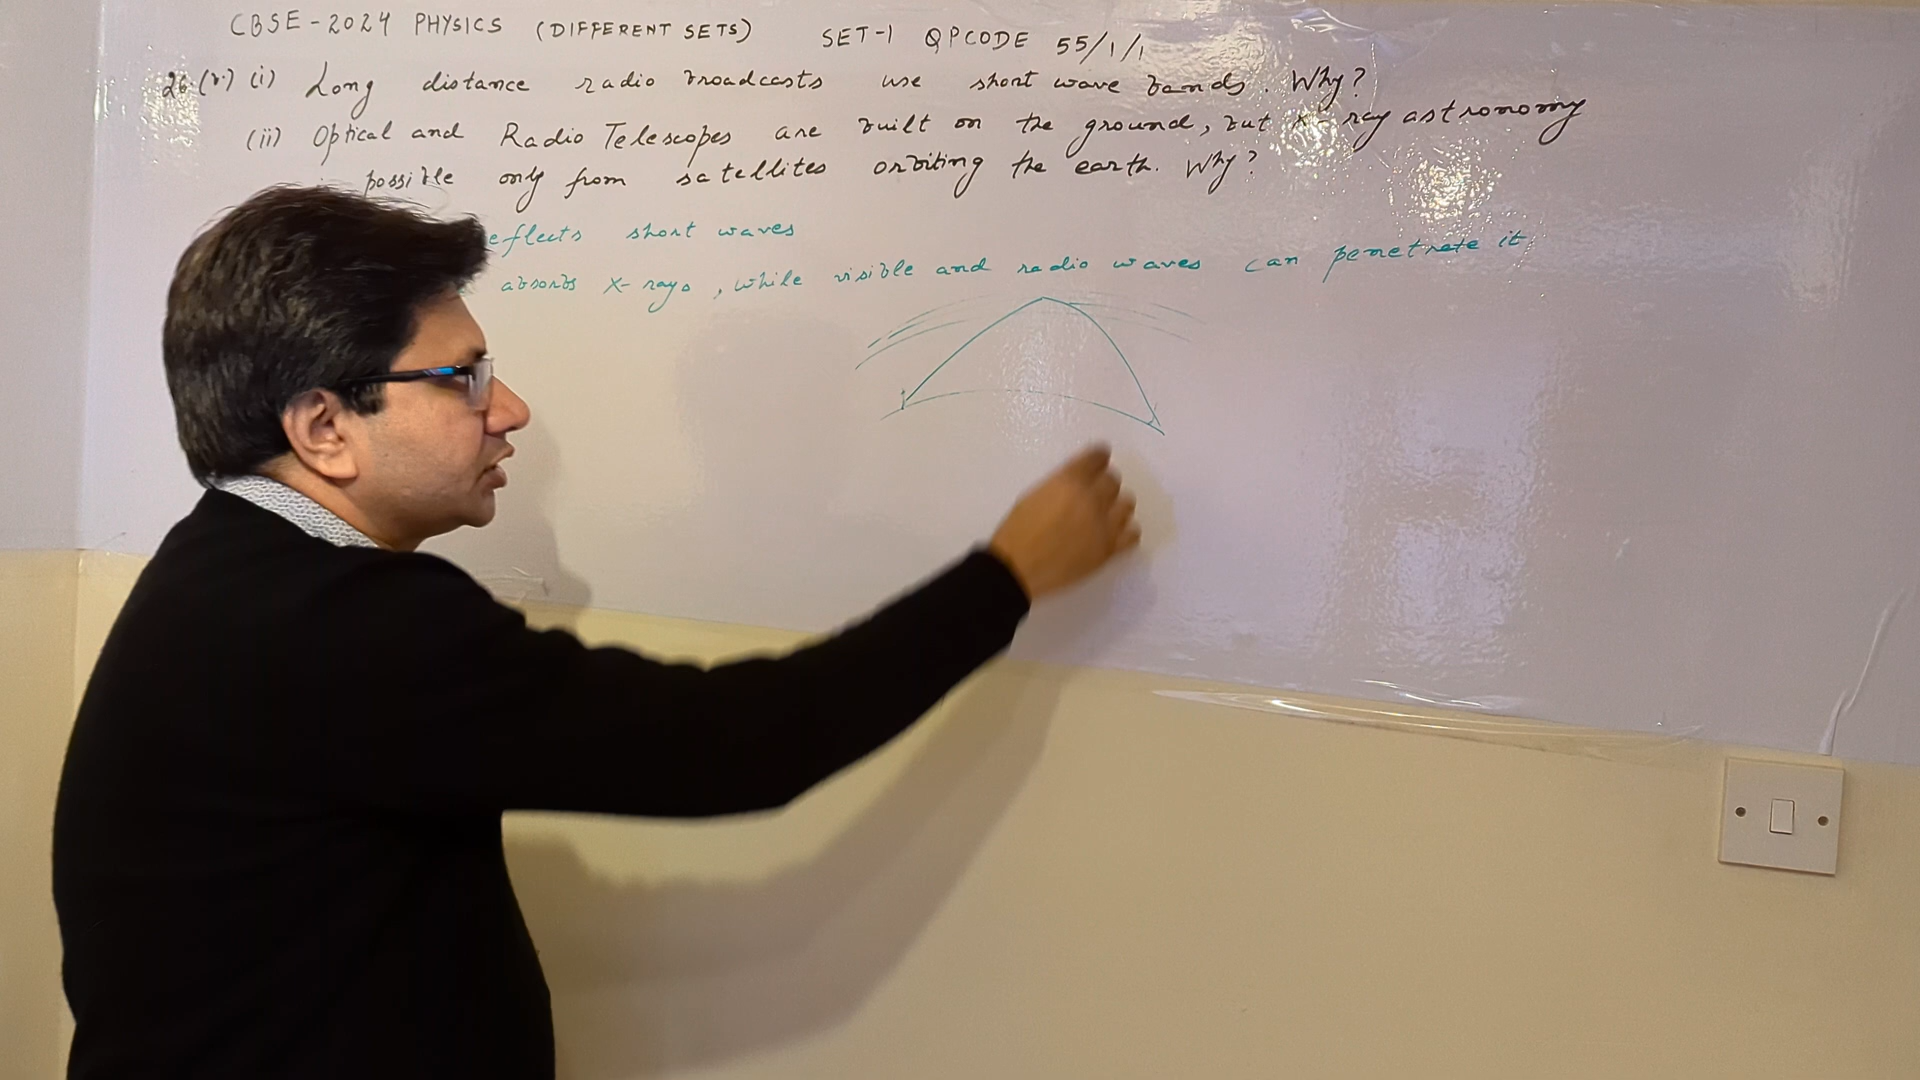 CBSE-2024 PHYSICS (DIFFERENT SETS) SET-1 QPCODE 55/1/1
26 (b) (i) Long distance radio broadcasts use short wave bands. Why?
(ii) Optical and Radio Telescopes are built on the ground, but X-ray astronomy
possible only from satellites orbiting the earth. Why?
eflects short waves
absorbs X-rays, while visible and radio waves can penetrate it